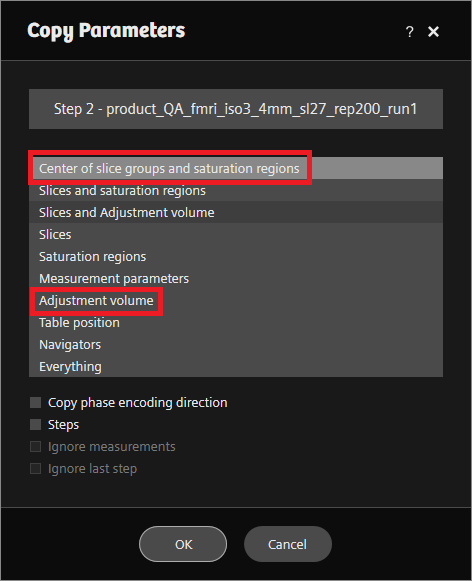 Copy Parameters
?
Step 2 - product_QA_fmri_iso3_4mm_sl27_rep200_run1
Center of slice groups and saturation regions
Slices and saturation regions
Slices and Adjustment volume
Slices
Saturation regions
Measurement parameters
Adjustment volume
Table position
Navigators
Everything
Copy phase encoding direction
Steps
Ignore measurements
Ignore last step
OK
Cancel